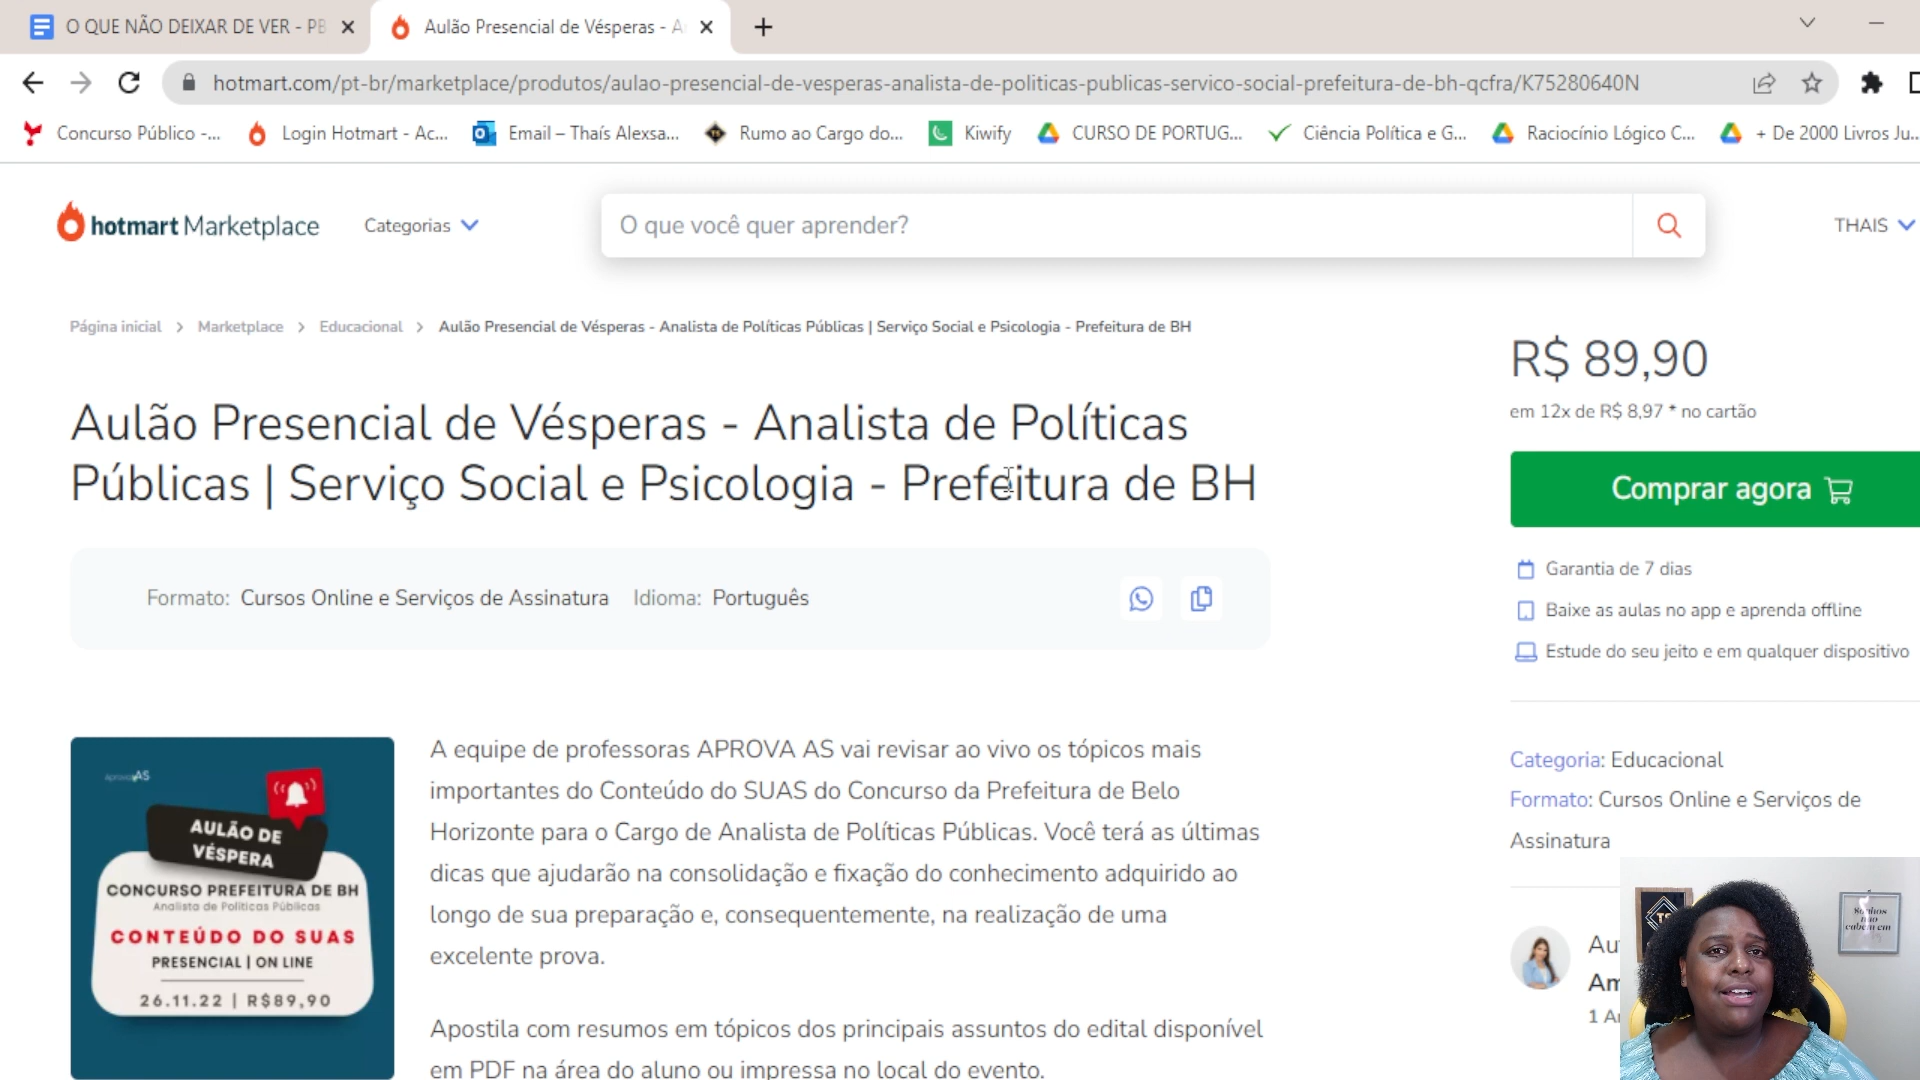 O QUE NÃO DEIXAR DE VER - PB
Aulão Presencial de Vésperas - A
hotmart.com/pt-br/marketplace/produtos/aulao-presencial-de-vesperas-analista-de-politicas-publicas-servico-social-prefeitura-de-bh-qcfra/K75280640N
Concurso Público -...
Login Hotmart - Ac...
Email – Thaís Alexsa...
Rumo ao Cargo do...
Kiwify
CURSO DE PORTUG...
Ciência Política e G...
Raciocínio Lógico C...
+ De 2000 Livros Ju...
hotmart Marketplace
Categorias
O que você quer aprender?
THAIS
Página inicial > Marketplace > Educacional > Aulão Presencial de Vésperas - Analista de Políticas Públicas | Serviço Social e Psicologia - Prefeitura de BH
Aulão Presencial de Vésperas - Analista de Políticas
Públicas | Serviço Social e Psicologia - Prefeitura de BH
Formato: Cursos Online e Serviços de Assinatura Idioma: Português
AprovaAS
AULÃO DE
VÉSPERA
CONCURSO PREFEITURA DE BH
Analista de Políticas Públicas
CONTEÚDO DO SUAS
PRESENCIAL | ON LINE
26.11.22 | R$89,90
A equipe de professoras APROVA AS vai revisar ao vivo os tópicos mais
importantes do Conteúdo do SUAS do Concurso da Prefeitura de Belo
Horizonte para o Cargo de Analista de Políticas Públicas. Você terá as últimas
dicas que ajudarão na consolidação e fixação do conhecimento adquirido ao
longo de sua preparação e, consequentemente, na realização de uma
excelente prova.
Apostila com resumos em tópicos dos principais assuntos do edital disponível
em PDF na área do aluno ou impressa no local do evento.
R$ 89,90
em 12x de R$ 8,97 * no cartão
Comprar agora
Garantia de 7 dias
Baixe as aulas no app e aprenda offline
Estude do seu jeito e em qualquer dispositivo
Categoria: Educacional
Formato: Cursos Online e Serviços de
Assinatura
Au
Am
1 A
TS
Sonhos
não
cabem em